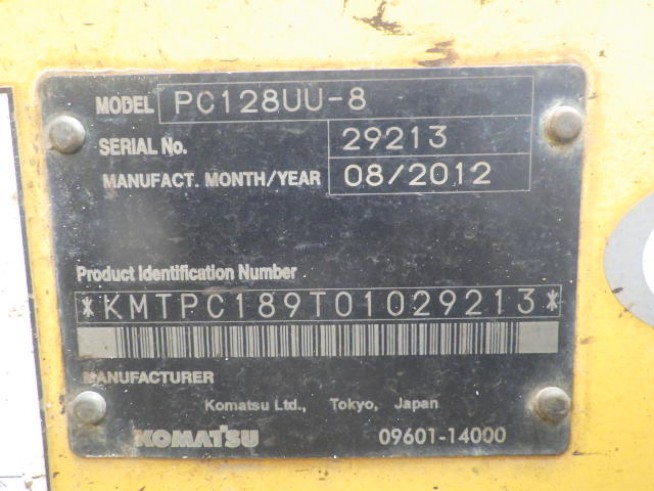 MODEL PC128UU-8
SERIAL No. 29213
MANUFACT. MONTH/YEAR 08/2012
Product Identification Number
*KMTPC189T01029213*
MANUFACTURER
Komatsu Ltd., Tokyo, Japan
KOMATSU 09601-14000